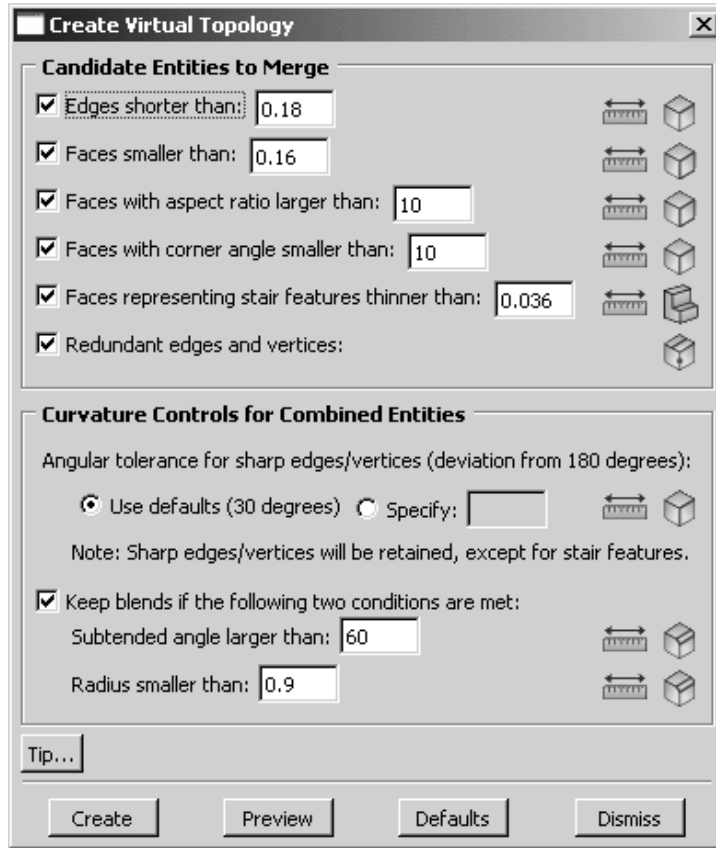 Create Virtual Topology
Candidate Entities to Merge
Edges shorter than: 0.18
Faces smaller than: 0.16
Faces with aspect ratio larger than: 10
Faces with corner angle smaller than: 10
Faces representing stair features thinner than: 0.036
Redundant edges and vertices:
Curvature Controls for Combined Entities
Angular tolerance for sharp edges/vertices (deviation from 180 degrees):
Use defaults (30 degrees) Specify:
Note: Sharp edges/vertices will be retained, except for stair features.
Keep blends if the following two conditions are met:
Subtended angle larger than: 60
Radius smaller than: 0.9
Tip...
Create Preview Defaults Dismiss